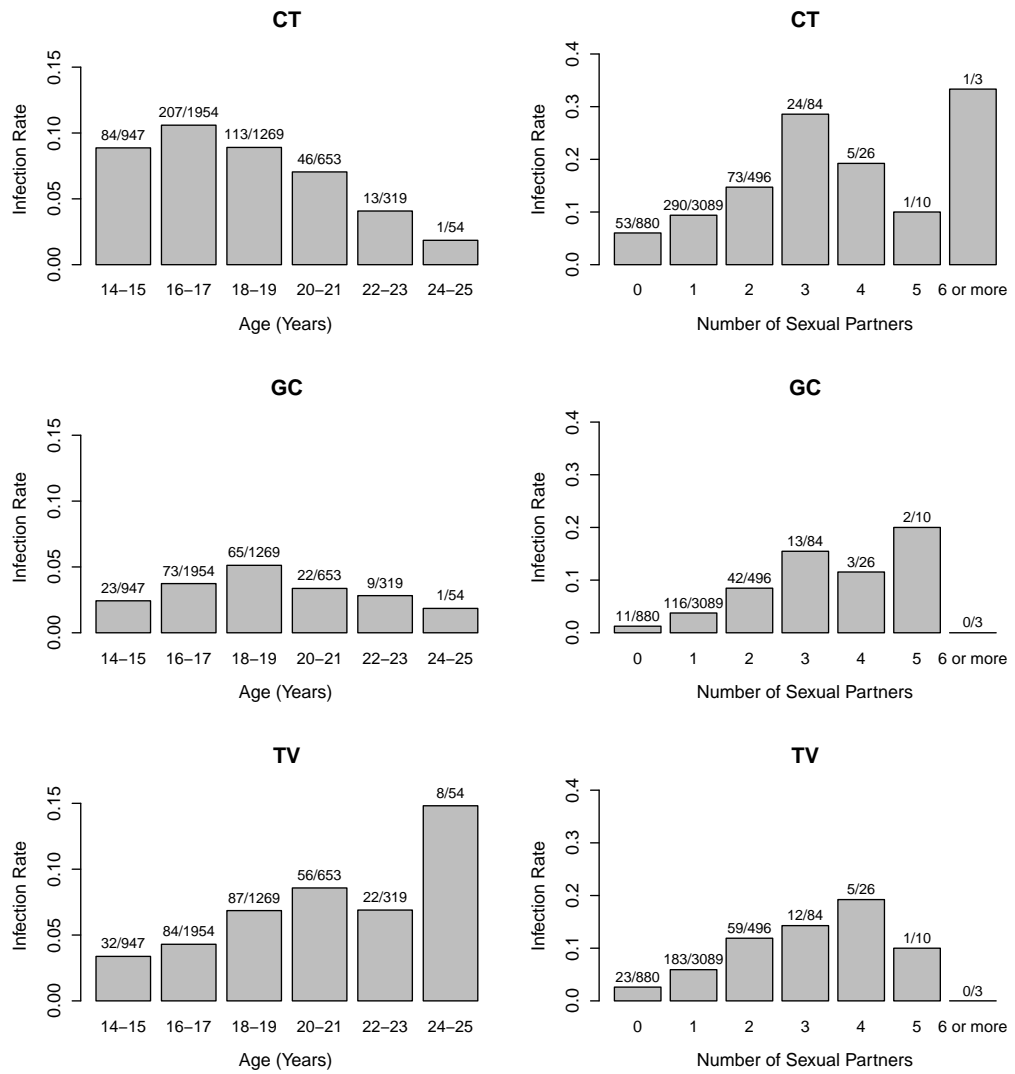 CT
Infection Rate
0.15
0.10
0.05
0.00
84/947
207/1954
113/1269
46/653
13/319
1/54
14−15 16−17 18−19 20−21 22−23 24−25
Age (Years)
CT
Infection Rate
0.4
0.3
0.2
0.1
0.0
53/880
290/3089
73/496
24/84
5/26
1/10
1/3
0 1 2 3 4 5 6 or more
Number of Sexual Partners
GC
Infection Rate
0.15
0.10
0.05
0.00
23/947
73/1954
65/1269
22/653
9/319
1/54
14−15 16−17 18−19 20−21 22−23 24−25
Age (Years)
GC
Infection Rate
0.4
0.3
0.2
0.1
0.0
11/880
116/3089
42/496
13/84
3/26
2/10
0/3
0 1 2 3 4 5 6 or more
Number of Sexual Partners
TV
Infection Rate
0.15
0.10
0.05
0.00
32/947
84/1954
87/1269
56/653
22/319
8/54
14−15 16−17 18−19 20−21 22−23 24−25
Age (Years)
TV
Infection Rate
0.4
0.3
0.2
0.1
0.0
23/880
183/3089
59/496
12/84
5/26
1/10
0/3
0 1 2 3 4 5 6 or more
Number of Sexual Partners